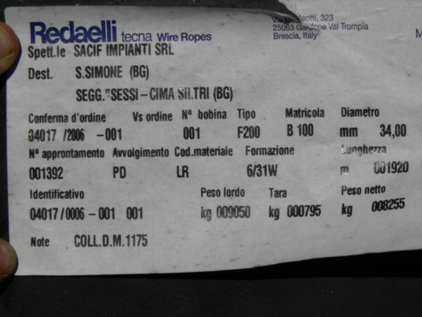 Redaelli tecna Wire Ropes
Matteotti, 323
25063 Gardone Val Trompia
Brescia, Italy
M
Spett.le SACIF IMPIANTI SRL
Dest. S.SIMONE (BG)
SEGG."SESSI-CIMA SILTRI (BG)
Conferma d'ordine Vs ordine N° bobina Tipo Matricola Diametro
04017 /2006 -001 001 F200 B 100 mm 34,00
N° approntamento Avvolgimento Cod.materiale Formazione Lunghezza
001392 PD LR 6/31W m 001920
Identificativo Peso lordo Tara Peso netto
04017/0006-001 001 kg 009050 kg 000795 kg 008255
Note COLL.D.M.1175